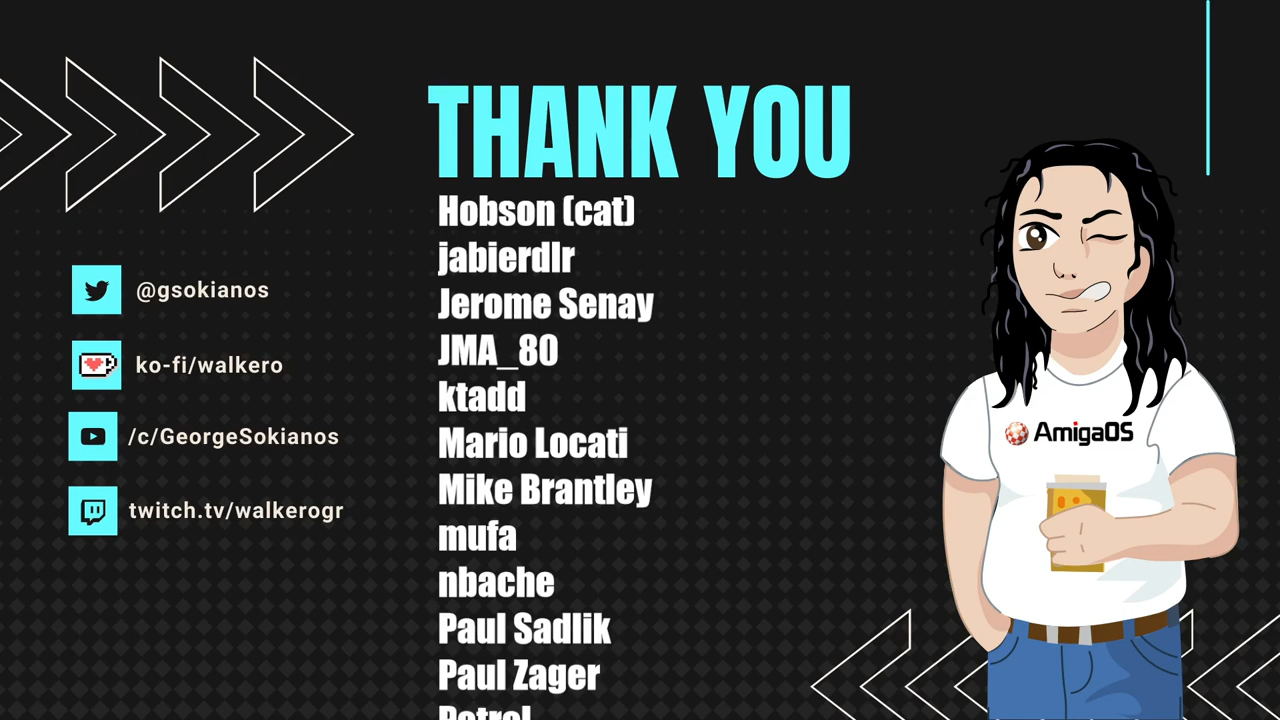 THANK YOU
Hobson (cat)
jabierdlr
Jerome Senay
JMA_80
ktadd
Mario Locati
Mike Brantley
mufa
nbache
Paul Sadlik
Paul Zager
@gsokianos
ko-fi/walkero
/c/GeorgeSokianos
twitch.tv/walkerogr
AmigaOS